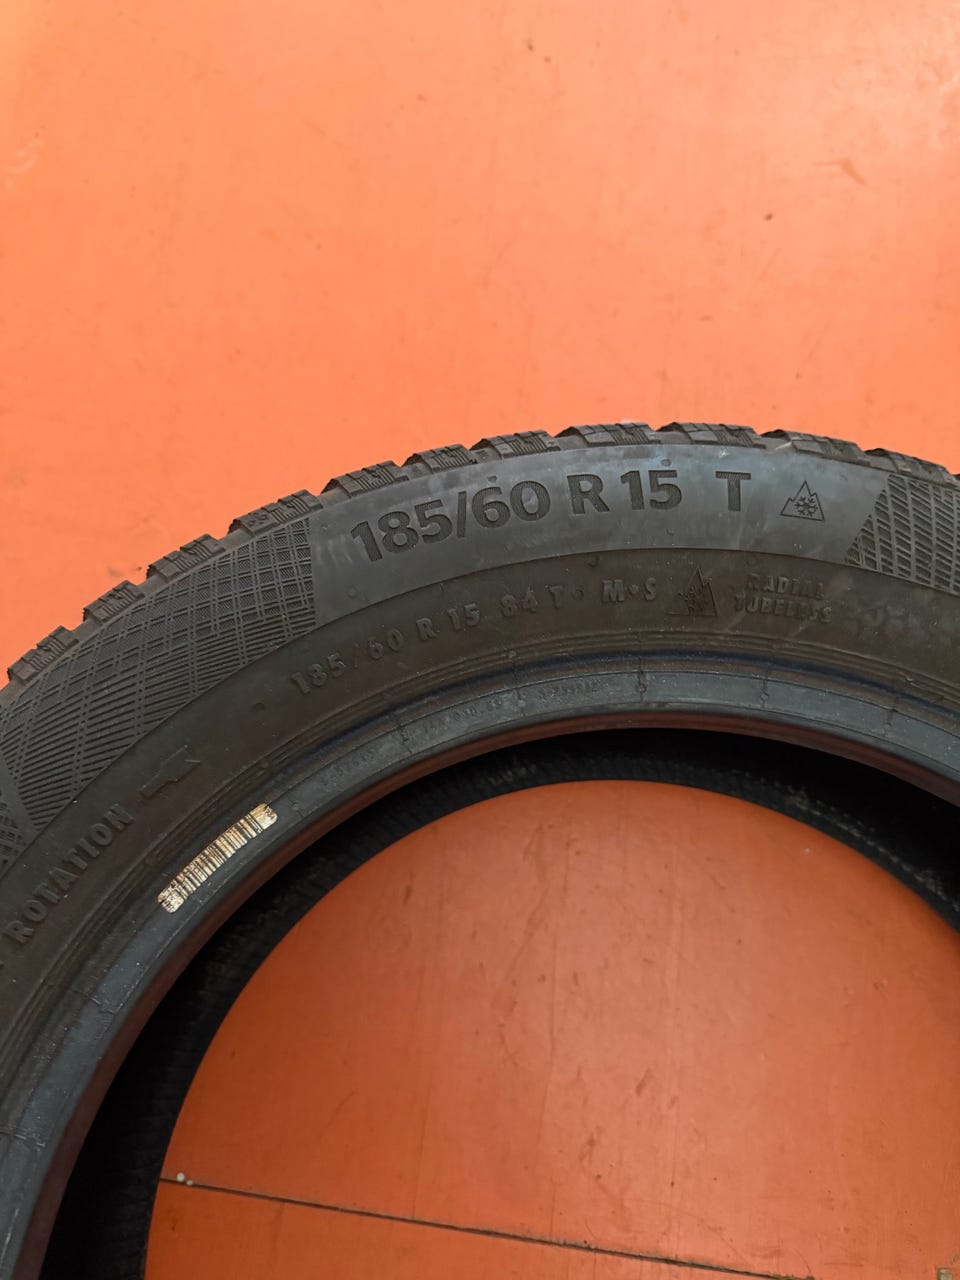 185/60 R 15 T
185/60 R 15 84 T M+S
RADIAL
TUBELESS
ROTATION